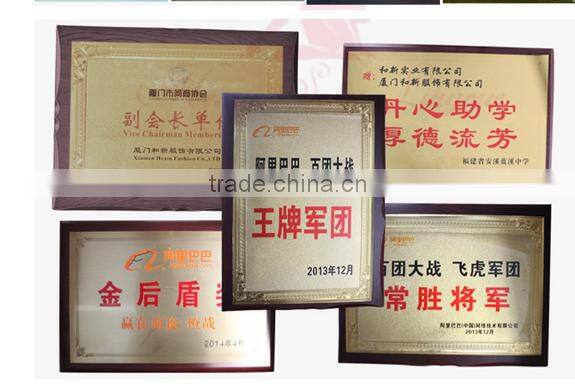 厦门市网商协会
副会长单位
Vice Chairman
厦门和新服饰有限公司
Xiamen Hexin Fashion Co.,LTD
赠:
和新实业有限公司
厦门和新服饰有限公司
丹心助学
厚德流芳
福建省安溪蓝溪中学
阿里巴巴
阿里巴巴 百团大战
王牌军团
2013年12月
trade.china.cn
阿里巴巴
金后盾奖
赢在商旅
2014年4月
百团大战 飞虎军团
常胜将军
阿里巴巴(中国)网络技术有限公司
2013年12月